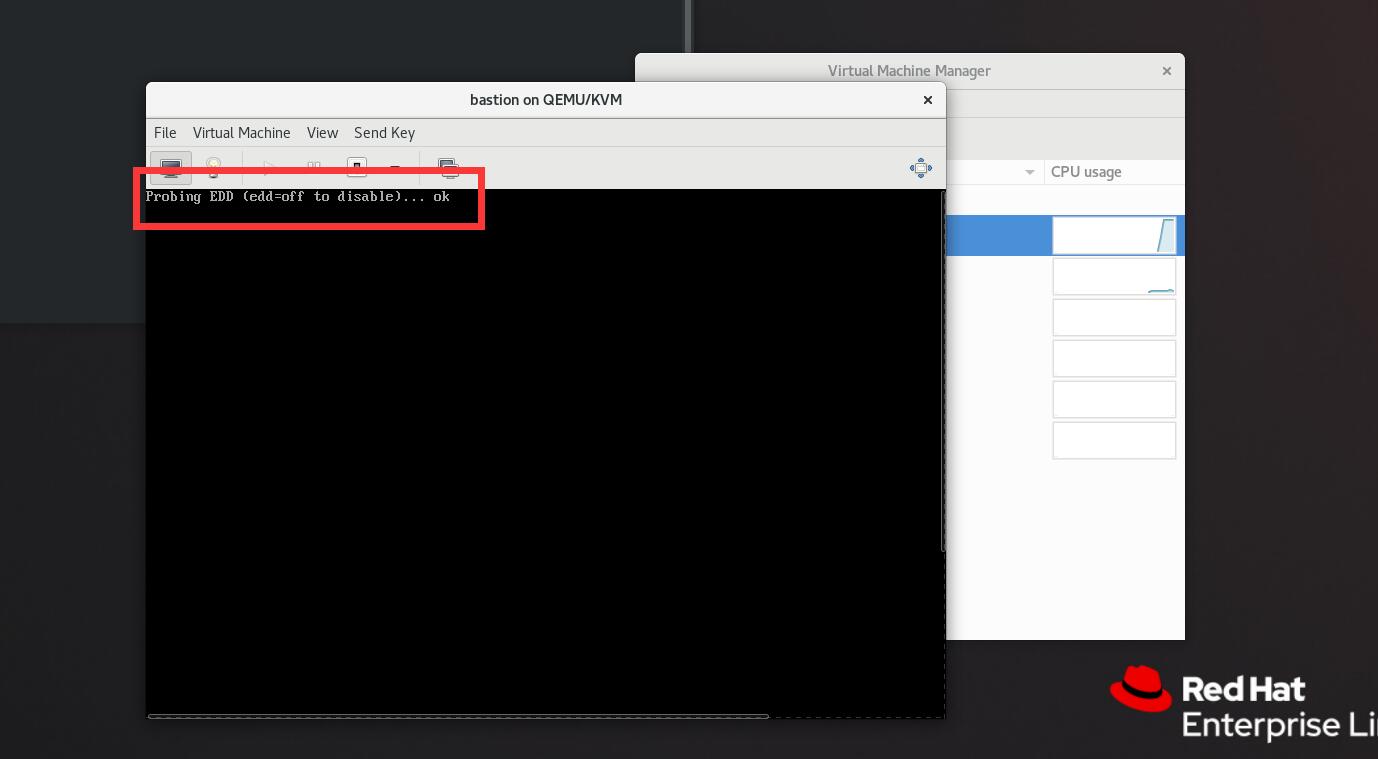 Virtual Machine Manager
bastion on QEMU/KVM
File Virtual Machine View Send Key
CPU usage
Probing EDD (edd=off to disable)... ok
Red Hat
Enterprise Li